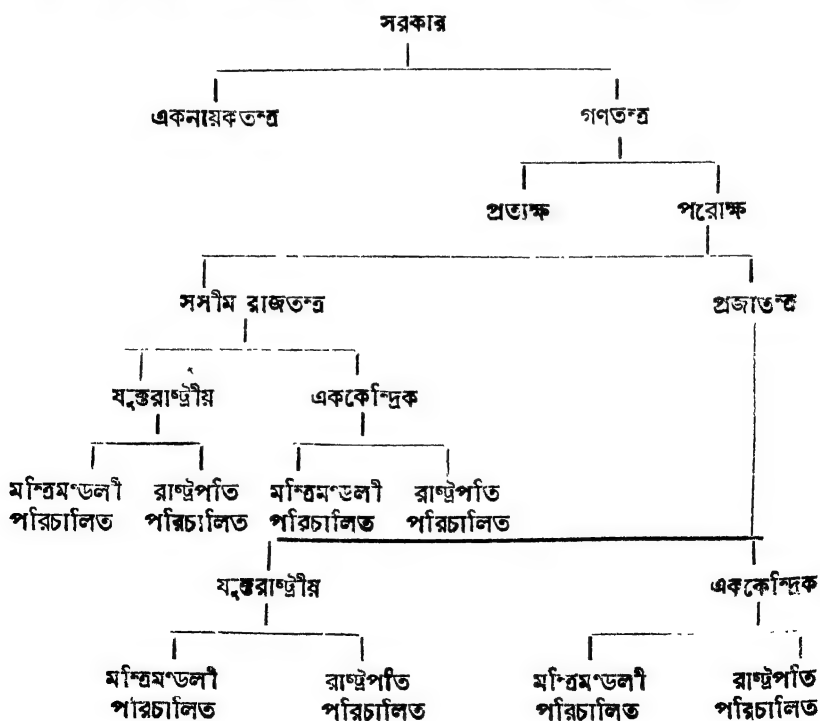 সরকার
একনায়কতন্ত্র গণতন্ত্র
প্রত্যক্ষ পরোক্ষ
সসীম রাজতন্ত্র প্রজাতন্ত্র
যুক্তরাষ্ট্রীয় এককেন্দ্রিক
মন্ত্রিমণ্ডলী রাষ্ট্রপতি মন্ত্রিমণ্ডলী রাষ্ট্রপতি
পরিচালিত পরিচালিত পরিচালিত পরিচালিত
যুক্তরাষ্ট্রীয় এককেন্দ্রিক
মন্ত্রিমণ্ডলী রাষ্ট্রপতি মন্ত্রিমণ্ডলী রাষ্ট্রপতি
পরিচালিত পরিচালিত পরিচালিত পরিচালিত